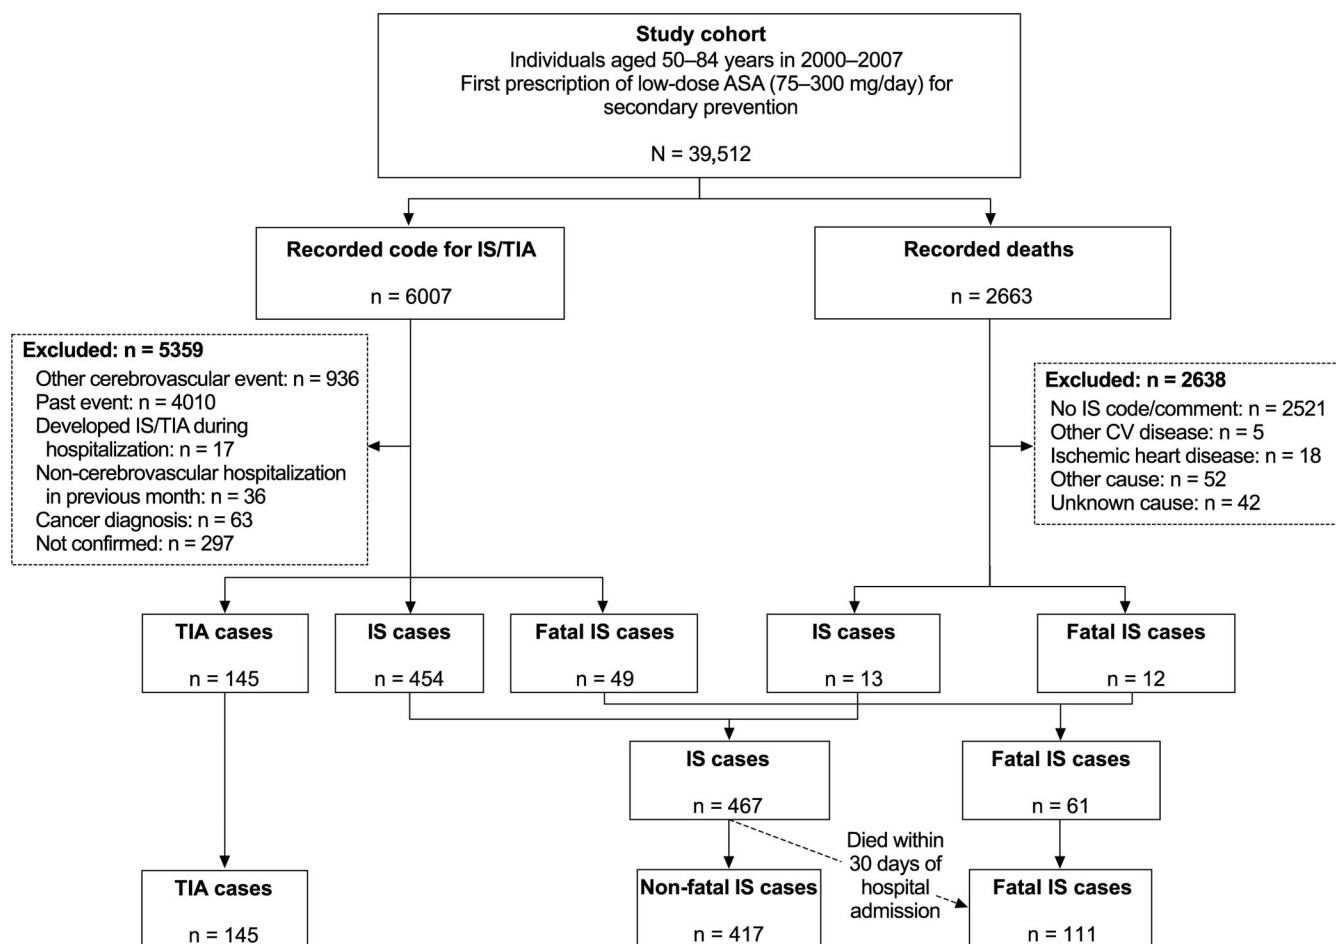 Study cohort
Individuals aged 50–84 years in 2000–2007
First prescription of low-dose ASA (75–300 mg/day) for
secondary prevention
N = 39,512
Recorded code for IS/TIA
n = 6007
Recorded deaths
n = 2663
Excluded: n = 5359
Other cerebrovascular event: n = 936
Past event: n = 4010
Developed IS/TIA during
hospitalization: n = 17
Non-cerebrovascular hospitalization
in previous month: n = 36
Cancer diagnosis: n = 63
Not confirmed: n = 297
Excluded: n = 2638
No IS code/comment: n = 2521
Other CV disease: n = 5
Ischemic heart disease: n = 18
Other cause: n = 52
Unknown cause: n = 42
TIA cases
n = 145
IS cases
n = 454
Fatal IS cases
n = 49
IS cases
n = 13
Fatal IS cases
n = 12
IS cases
n = 467
Fatal IS cases
n = 61
Died within
30 days of
hospital
admission
TIA cases
n = 145
Non-fatal IS cases
n = 417
Fatal IS cases
n = 111